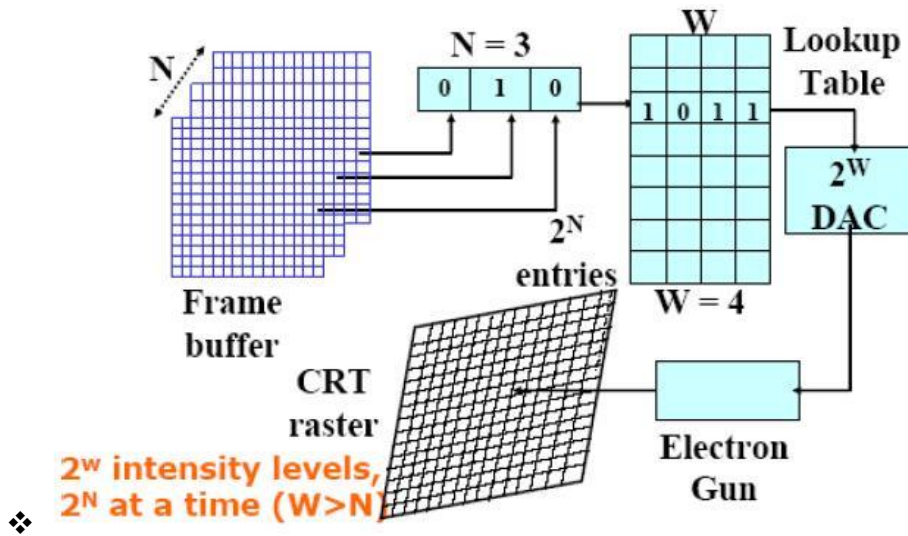 N
N = 3
0 1 0
W
1 0 1 1
Lookup
Table
2^W
DAC
2^N
entries
W = 4
Frame
buffer
CRT
raster
Electron
Gun
2^w intensity levels,
2^N at a time (W>N)